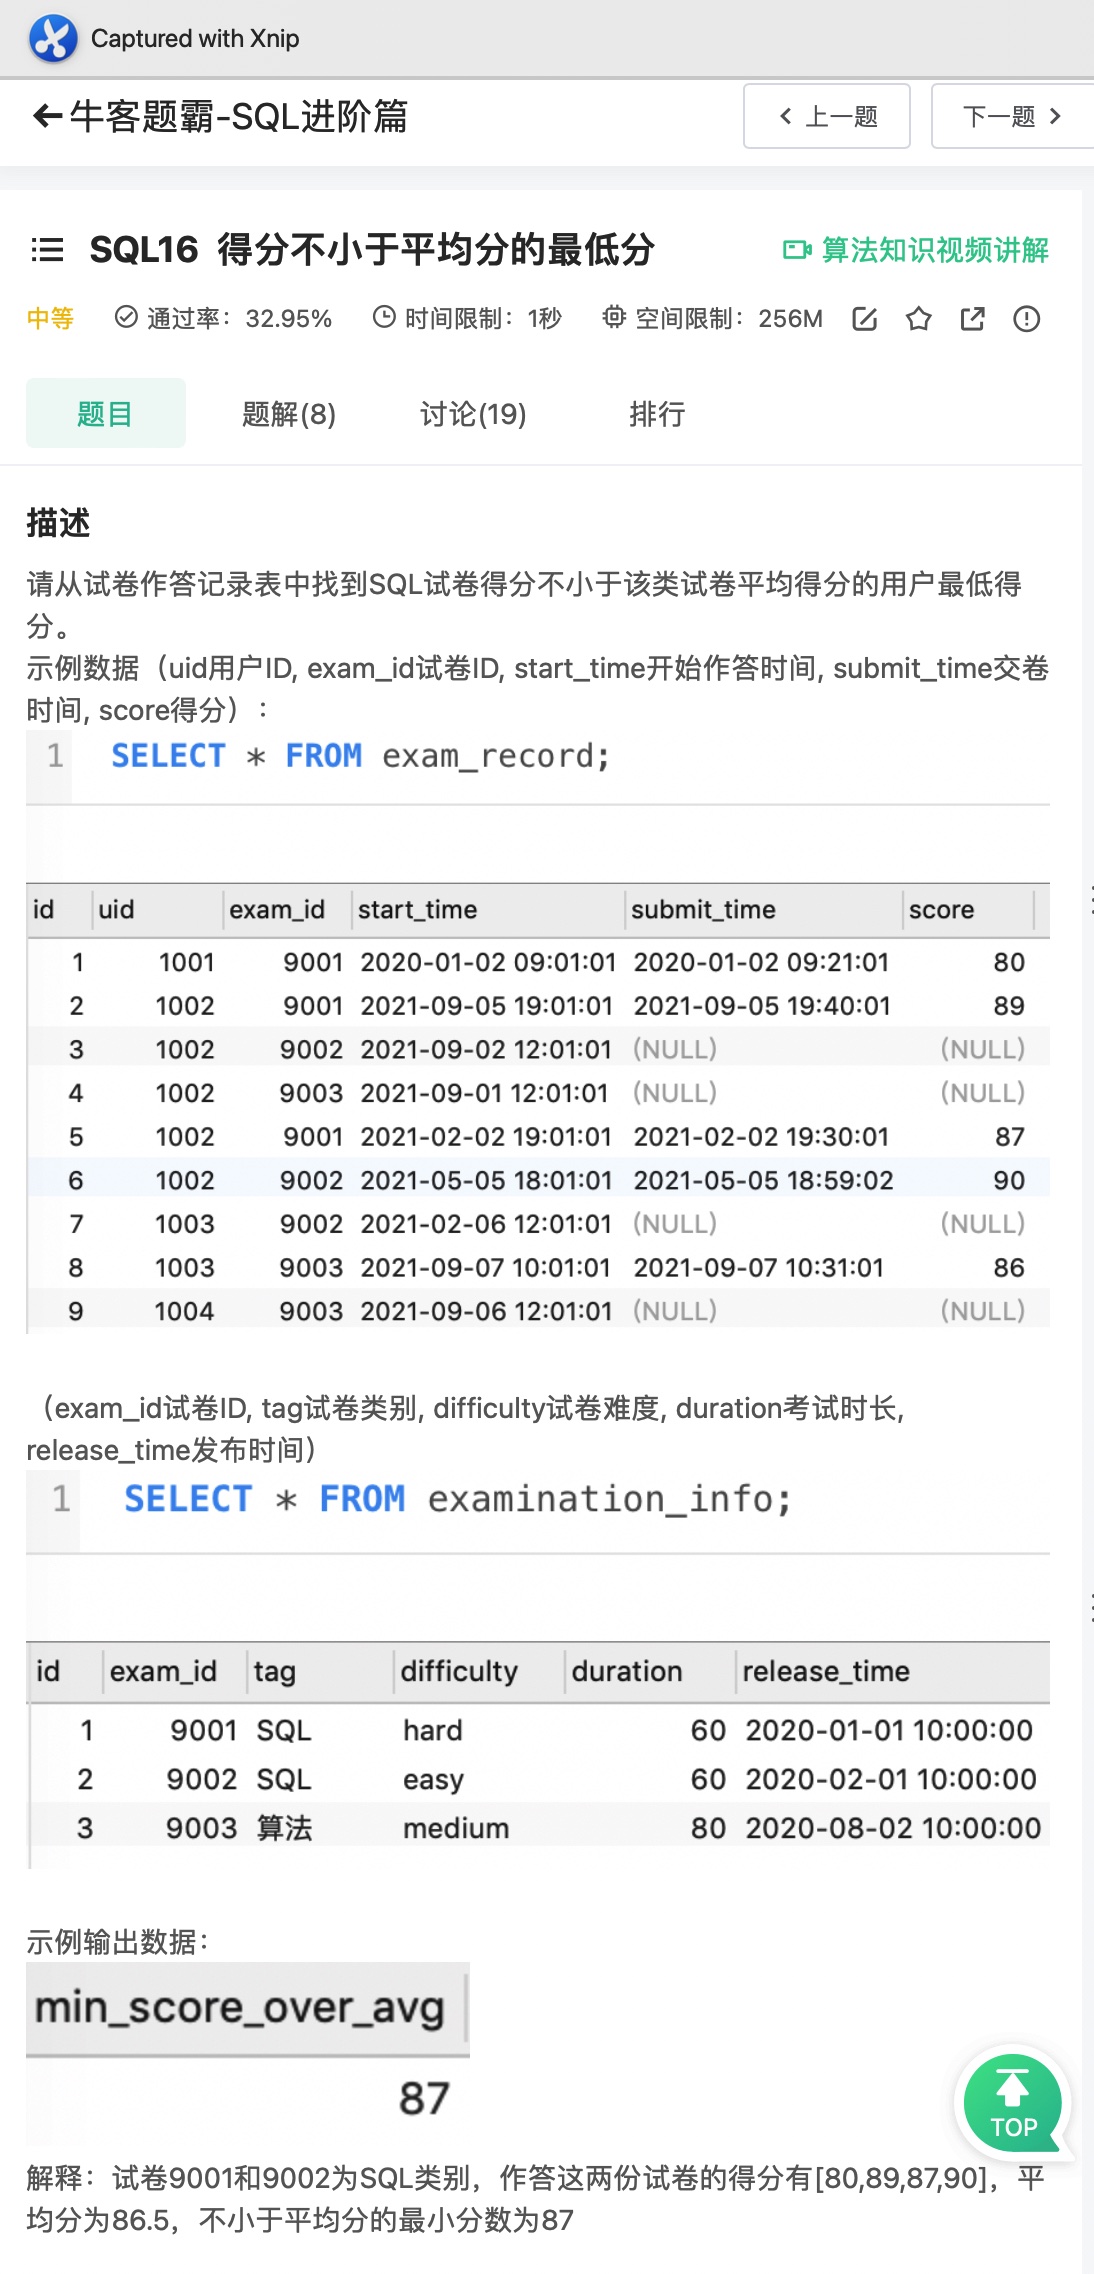 Captured with Xnip
牛客题霸-SQL进阶篇
上一题
下一题
SQL16 得分不小于平均分的最低分
算法知识视频讲解
中等 通过率：32.95% 时间限制：1秒 空间限制：256M
题目 题解(8) 讨论(19) 排行
描述
请从试卷作答记录表中找到SQL试卷得分不小于该类试卷平均得分的用户最低得
分。
示例数据（uid用户ID, exam_id试卷ID, start_time开始作答时间, submit_time交卷
时间, score得分）：
1 SELECT * FROM exam_record;
id uid exam_id start_time submit_time score
1 1001 9001 2020-01-02 09:01:01 2020-01-02 09:21:01 80
2 1002 9001 2021-09-05 19:01:01 2021-09-05 19:40:01 89
3 1002 9002 2021-09-02 12:01:01 (NULL) (NULL)
4 1002 9003 2021-09-01 12:01:01 (NULL) (NULL)
5 1002 9001 2021-02-02 19:01:01 2021-02-02 19:30:01 87
6 1002 9002 2021-05-05 18:01:01 2021-05-05 18:59:02 90
7 1003 9002 2021-02-06 12:01:01 (NULL) (NULL)
8 1003 9003 2021-09-07 10:01:01 2021-09-07 10:31:01 86
9 1004 9003 2021-09-06 12:01:01 (NULL) (NULL)
（exam_id试卷ID, tag试卷类别, difficulty试卷难度, duration考试时长,
release_time发布时间）
1 SELECT * FROM examination_info;
id exam_id tag difficulty duration release_time
1 9001 SQL hard 60 2020-01-01 10:00:00
2 9002 SQL easy 60 2020-02-01 10:00:00
3 9003 算法 medium 80 2020-08-02 10:00:00
示例输出数据：
min_score_over_avg
87
TOP
解释：试卷9001和9002为SQL类别，作答这两份试卷的得分有[80,89,87,90]，平
均分为86.5，不小于平均分的最小分数为87